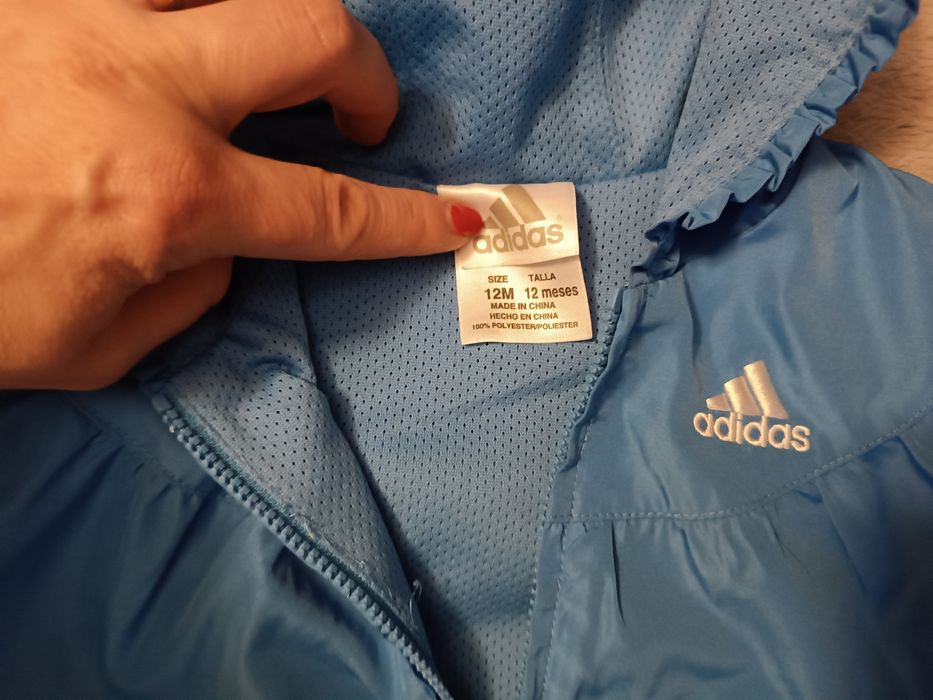 adidas
SIZE TALLA
12M 12 meses
MADE IN CHINA
HECHO EN CHINA
100% POLYESTER/POLIESTER
adidas